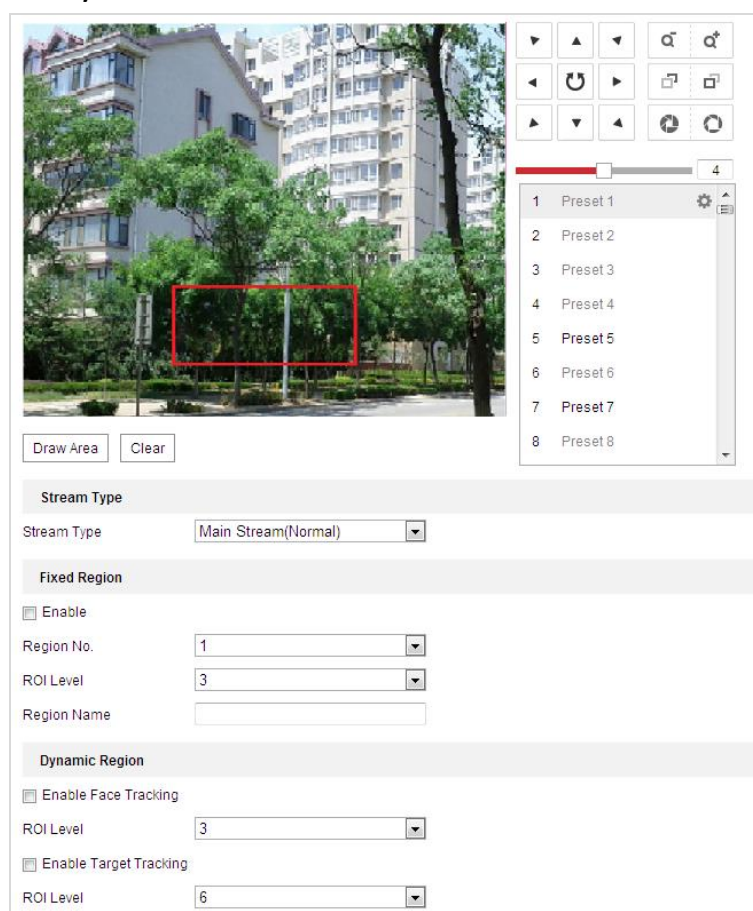 4
1 Preset 1
2 Preset 2
3 Preset 3
4 Preset 4
5 Preset 5
6 Preset 6
7 Preset 7
8 Preset 8
Draw Area Clear
Stream Type
Stream Type Main Stream(Normal)
Fixed Region
Enable
Region No. 1
ROI Level 3
Region Name
Dynamic Region
Enable Face Tracking
ROI Level 3
Enable Target Tracking
ROI Level 6